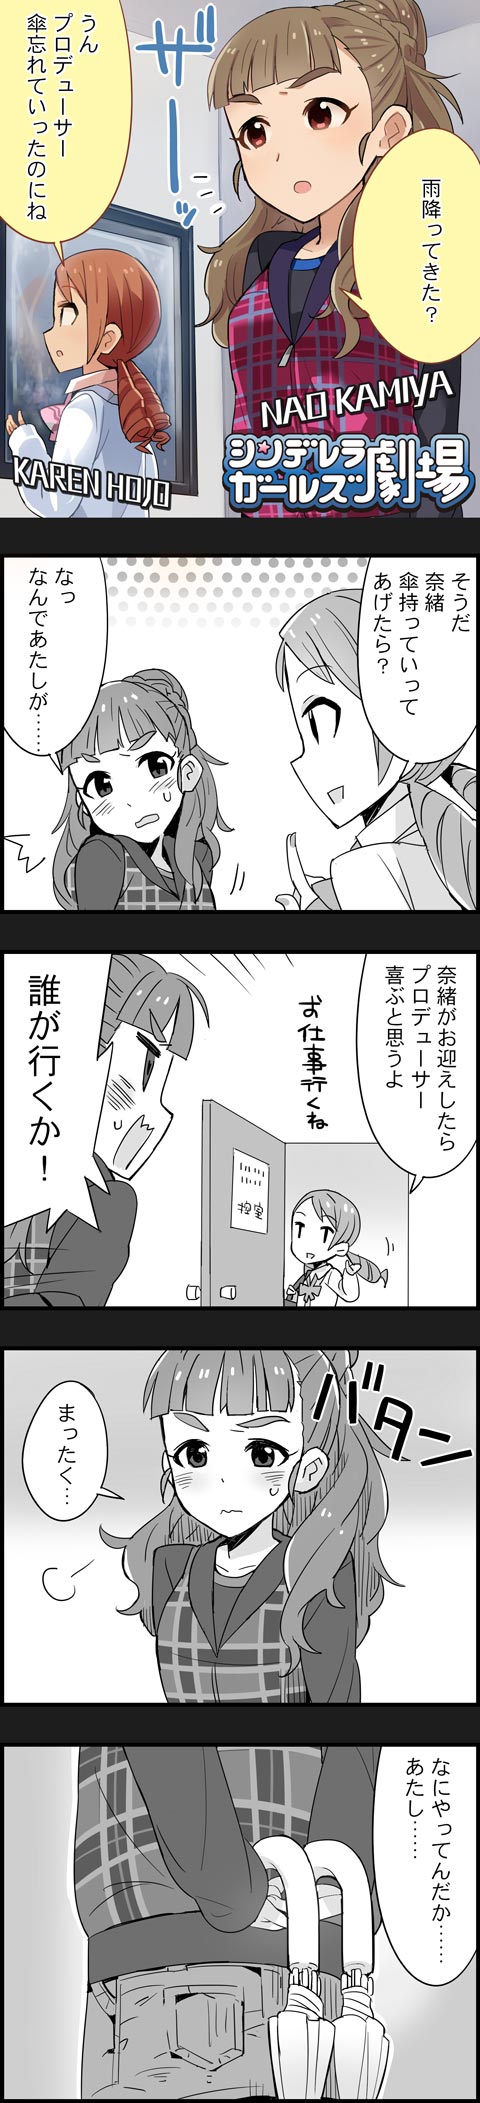 雨降ってきた？
ザーーッ
うん
プロデューサー
傘忘れていったのにね
NAO KAMIYA
KAREN HOJO
シンデレラ
ガールズ劇場
そうだ
奈緒
傘持っていって
あげたら？
なっ
なんであたしが……
奈緒がお迎えしたら
プロデューサー
喜ぶと思うよ
お仕事行くね
控室
誰が行くか！
バタン
まったく…
なにやってんだか……
あたし……